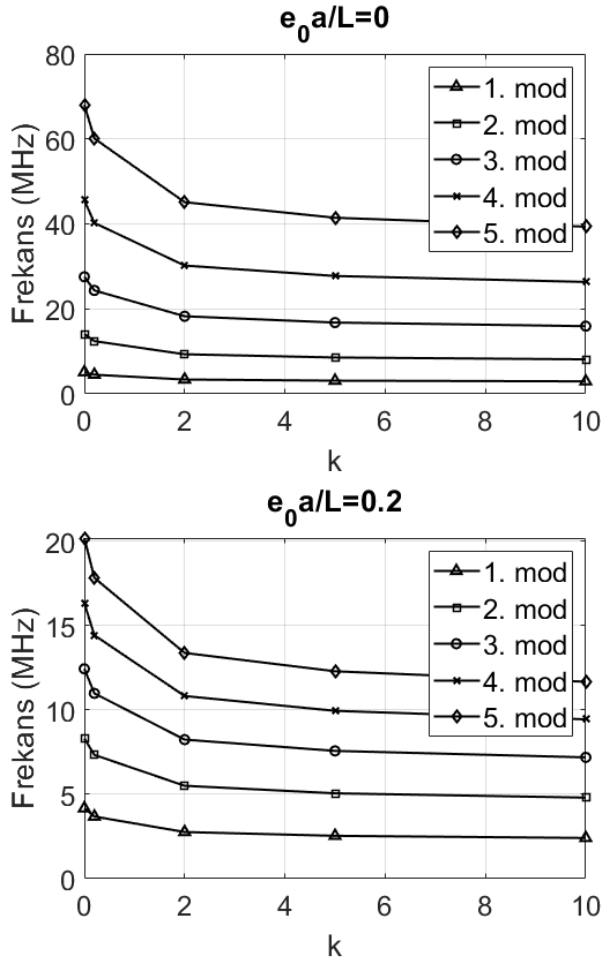 e₀a/L=0
80
60
40
20
0
Frekans (MHz)
1. mod
2. mod
3. mod
4. mod
5. mod
0 2 4 6 8 10
k
e₀a/L=0.2
20
15
10
5
0
Frekans (MHz)
1. mod
2. mod
3. mod
4. mod
5. mod
0 2 4 6 8 10
k